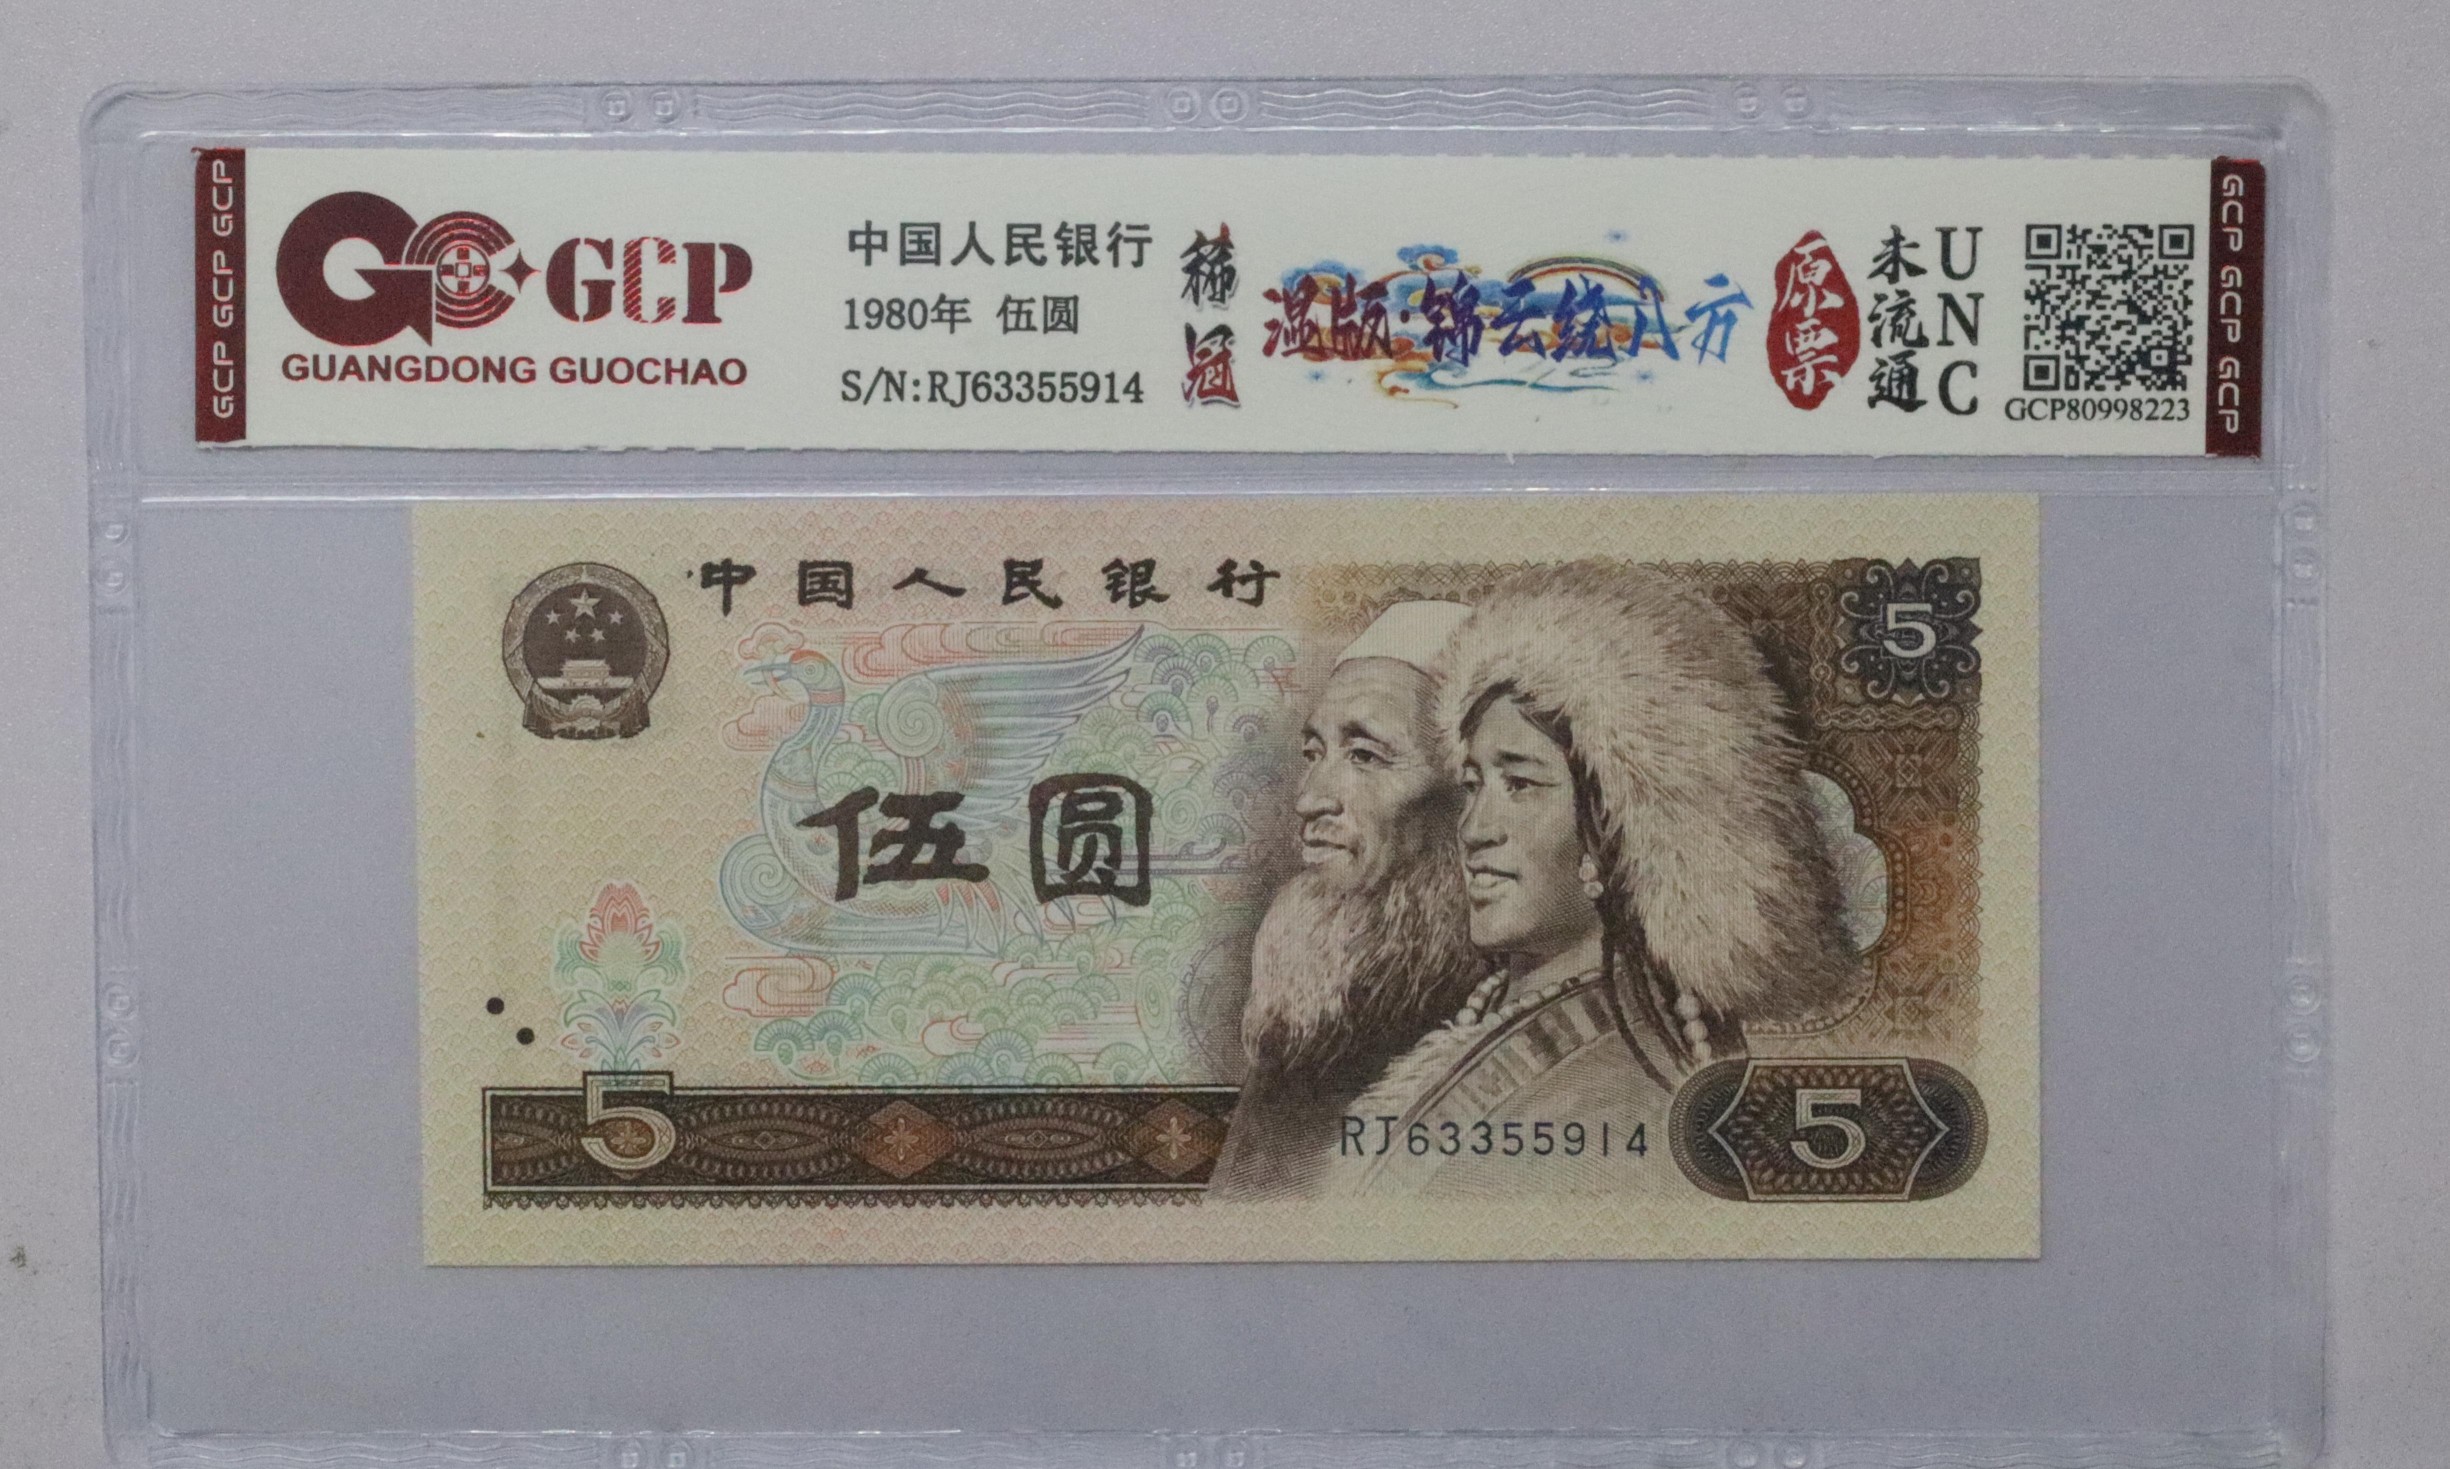 GCP GCP GCP
GCP
GUANGDONG GUOCHAO
中国人民银行
1980年 伍圆
S/N:RJ63355914
稀冠
温版·锦云绕八方
原票
未流通
UNC
GCP80998223
GCP GCP GCP
中国人民银行
5
伍圆
5
RJ63355914
5